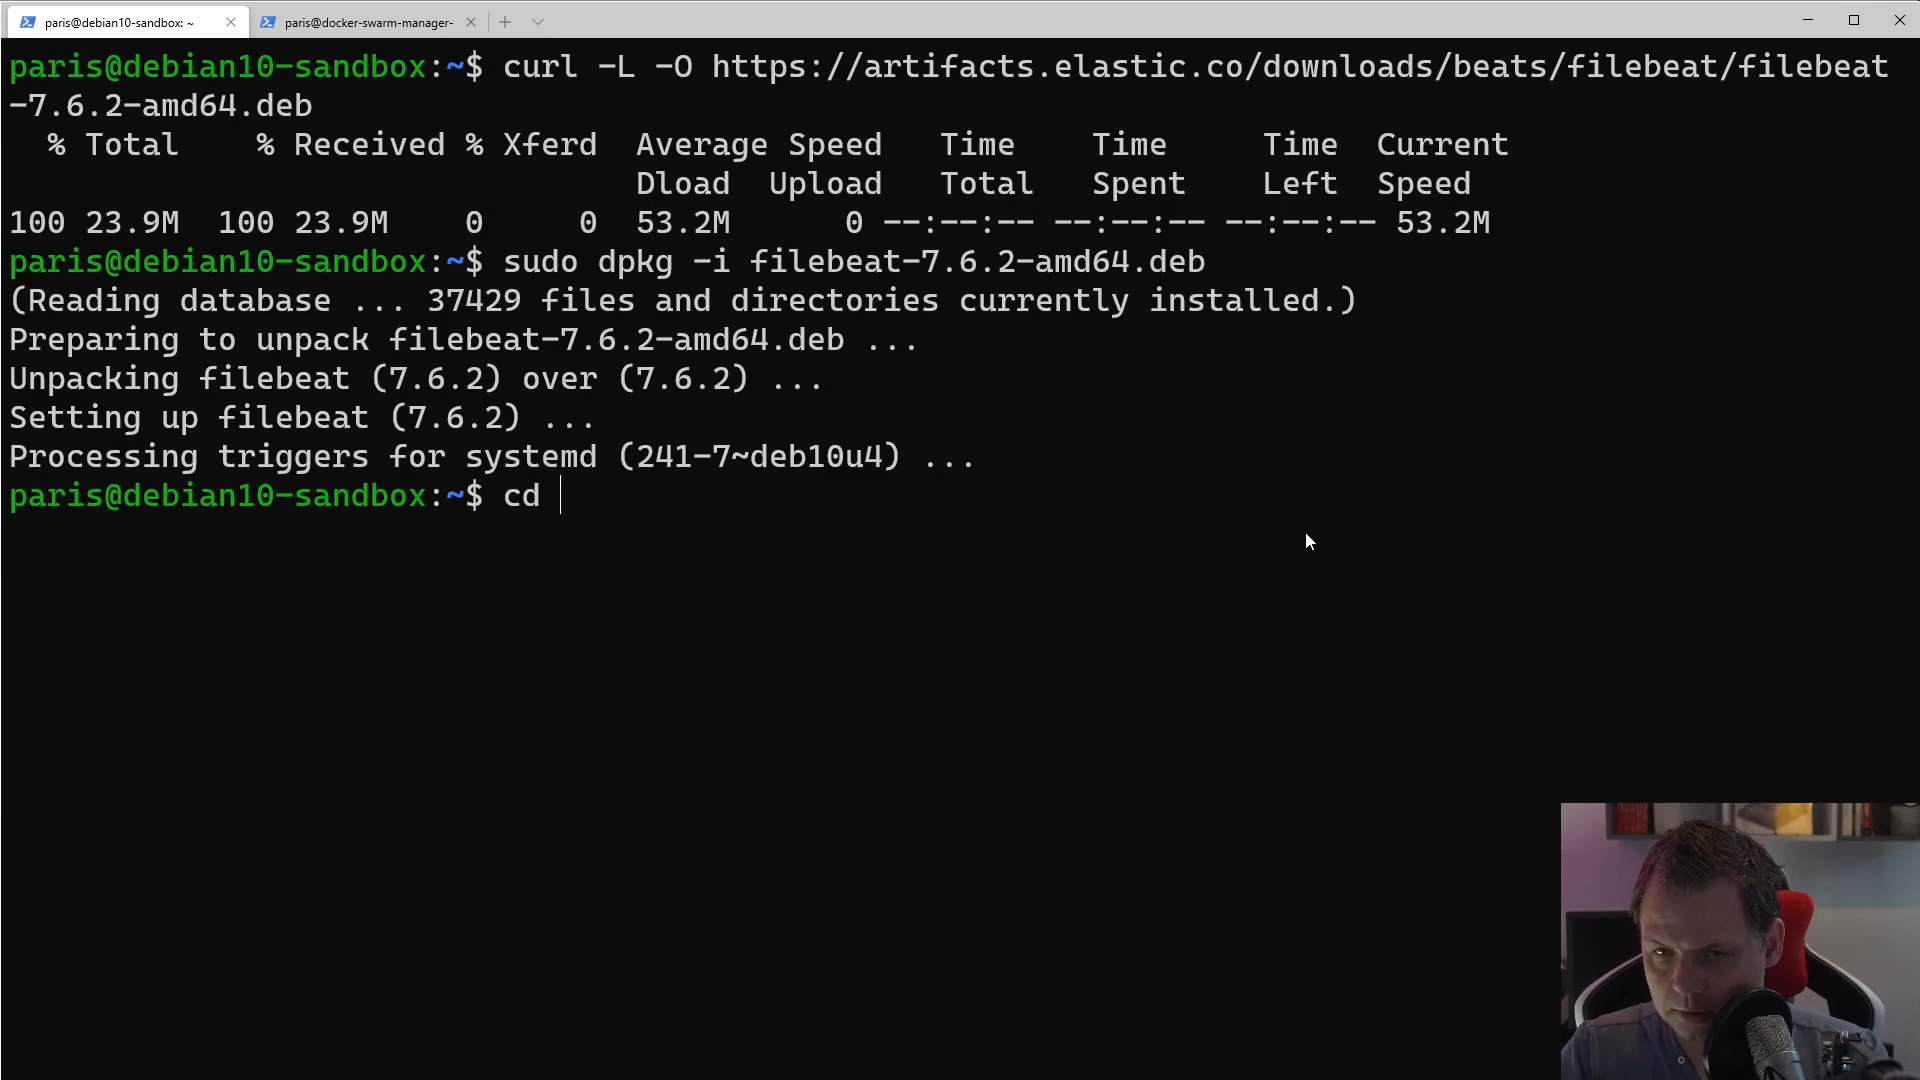 paris@debian10-sandbox: ~
paris@docker-swarm-manager-
paris@debian10-sandbox:~$ curl -L -O https://artifacts.elastic.co/downloads/beats/filebeat/filebeat
-7.6.2-amd64.deb
% Total % Received % Xferd Average Speed Time Time Time Current
Dload Upload Total Spent Left Speed
100 23.9M 100 23.9M 0 0 53.2M 0 --:--:-- --:--:-- --:--:-- 53.2M
paris@debian10-sandbox:~$ sudo dpkg -i filebeat-7.6.2-amd64.deb
(Reading database ... 37429 files and directories currently installed.)
Preparing to unpack filebeat-7.6.2-amd64.deb ...
Unpacking filebeat (7.6.2) over (7.6.2) ...
Setting up filebeat (7.6.2) ...
Processing triggers for systemd (241-7~deb10u4) ...
paris@debian10-sandbox:~$ cd